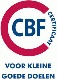 CBF
CERTIFICAAT
VOOR KLEINE
GOEDE DOELEN